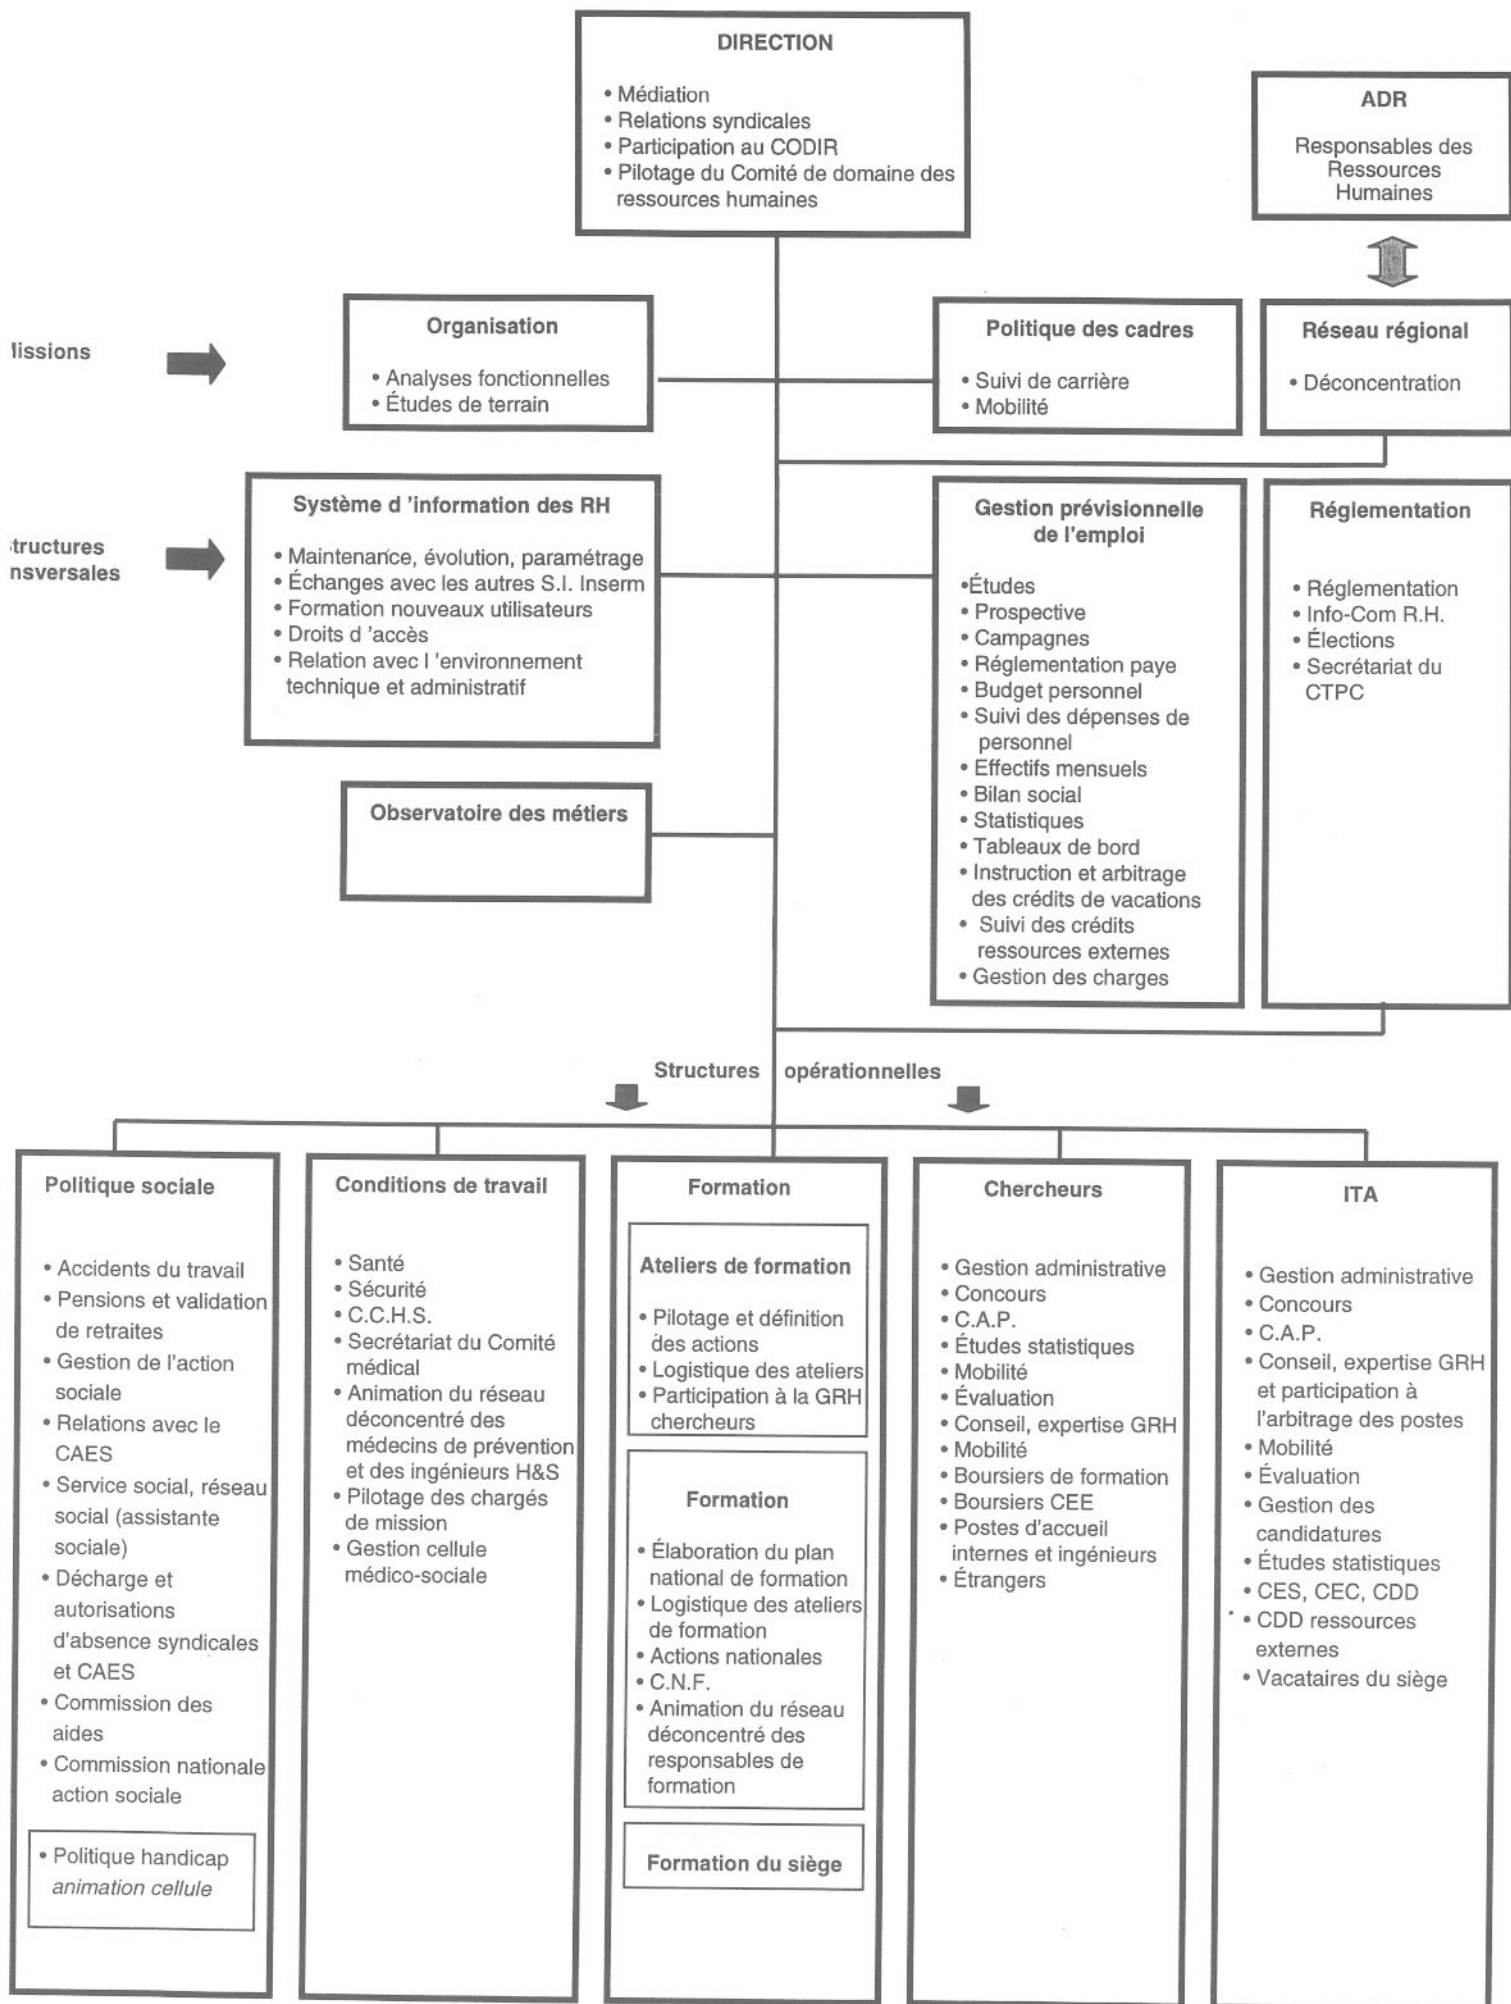 DIRECTION
• Médiation
• Relations syndicales
• Participation au CODIR
• Pilotage du Comité de domaine des
ressources humaines
ADR
Responsables des
Ressources
Humaines
lissions
Organisation
• Analyses fonctionnelles
• Études de terrain
Politique des cadres
• Suivi de carrière
• Mobilité
Réseau régional
• Déconcentration
tructures
nsversales
Système d 'information des RH
• Maintenance, évolution, paramétrage
• Échanges avec les autres S.I. Inserm
• Formation nouveaux utilisateurs
• Droits d 'accès
• Relation avec l 'environnement
technique et administratif
Gestion prévisionnelle
de l'emploi
•Études
• Prospective
• Campagnes
• Réglementation paye
• Budget personnel
• Suivi des dépenses de
personnel
• Effectifs mensuels
• Bilan social
• Statistiques
• Tableaux de bord
• Instruction et arbitrage
des crédits de vacations
• Suivi des crédits
ressources externes
• Gestion des charges
Réglementation
• Réglementation
• Info-Com R.H.
• Élections
• Secrétariat du
CTPC
Observatoire des métiers
Structures opérationnelles
Politique sociale
• Accidents du travail
• Pensions et validation
de retraites
• Gestion de l'action
sociale
• Relations avec le
CAES
• Service social, réseau
social (assistante
sociale)
• Décharge et
autorisations
d'absence syndicales
et CAES
• Commission des
aides
• Commission nationale
action sociale
• Politique handicap
animation cellule
Conditions de travail
• Santé
• Sécurité
• C.C.H.S.
• Secrétariat du Comité
médical
• Animation du réseau
déconcentré des
médecins de prévention
et des ingénieurs H&S
• Pilotage des chargés
de mission
• Gestion cellule
médico-sociale
Formation
Ateliers de formation
• Pilotage et définition
des actions
• Logistique des ateliers
• Participation à la GRH
chercheurs
Formation
• Élaboration du plan
national de formation
• Logistique des ateliers
de formation
• Actions nationales
• C.N.F.
• Animation du réseau
déconcentré des
responsables de
formation
Formation du siège
Chercheurs
• Gestion administrative
• Concours
• C.A.P.
• Études statistiques
• Mobilité
• Évaluation
• Conseil, expertise GRH
• Mobilité
• Boursiers de formation
• Boursiers CEE
• Postes d'accueil
internes et ingénieurs
• Étrangers
ITA
• Gestion administrative
• Concours
• C.A.P.
• Conseil, expertise GRH
et participation à
l'arbitrage des postes
• Mobilité
• Évaluation
• Gestion des
candidatures
• Études statistiques
• CES, CEC, CDD
• CDD ressources
externes
• Vacataires du siège